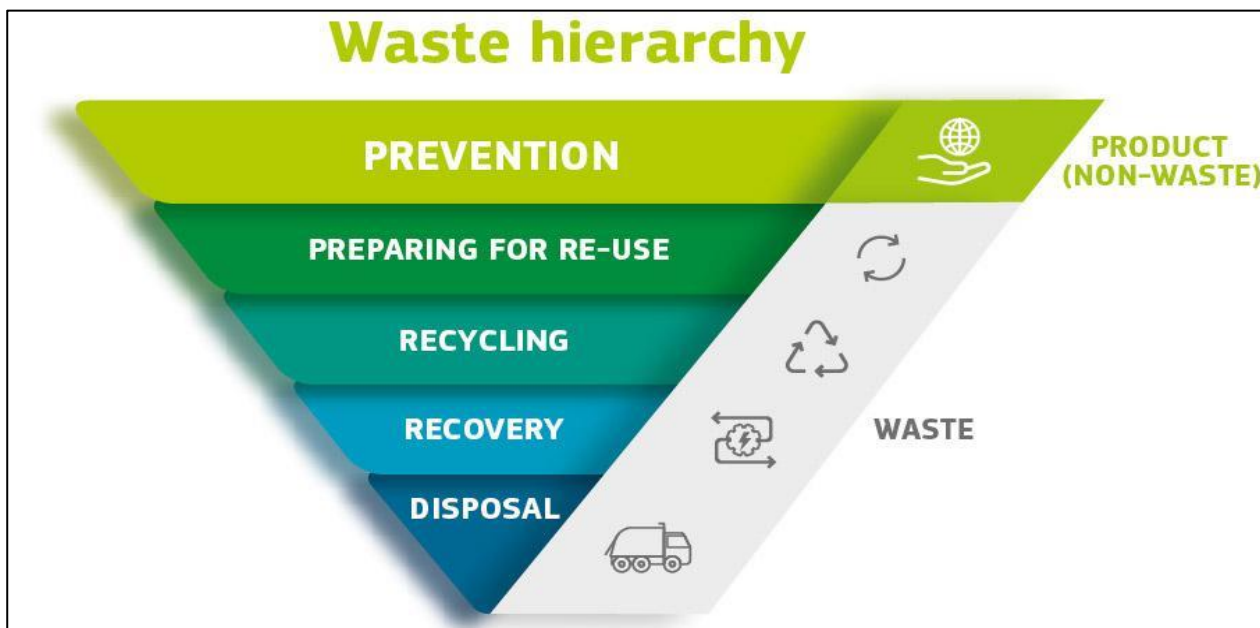 Waste hierarchy
PREVENTION
PRODUCT
(NON-WASTE)
PREPARING FOR RE-USE
RECYCLING
RECOVERY
WASTE
DISPOSAL